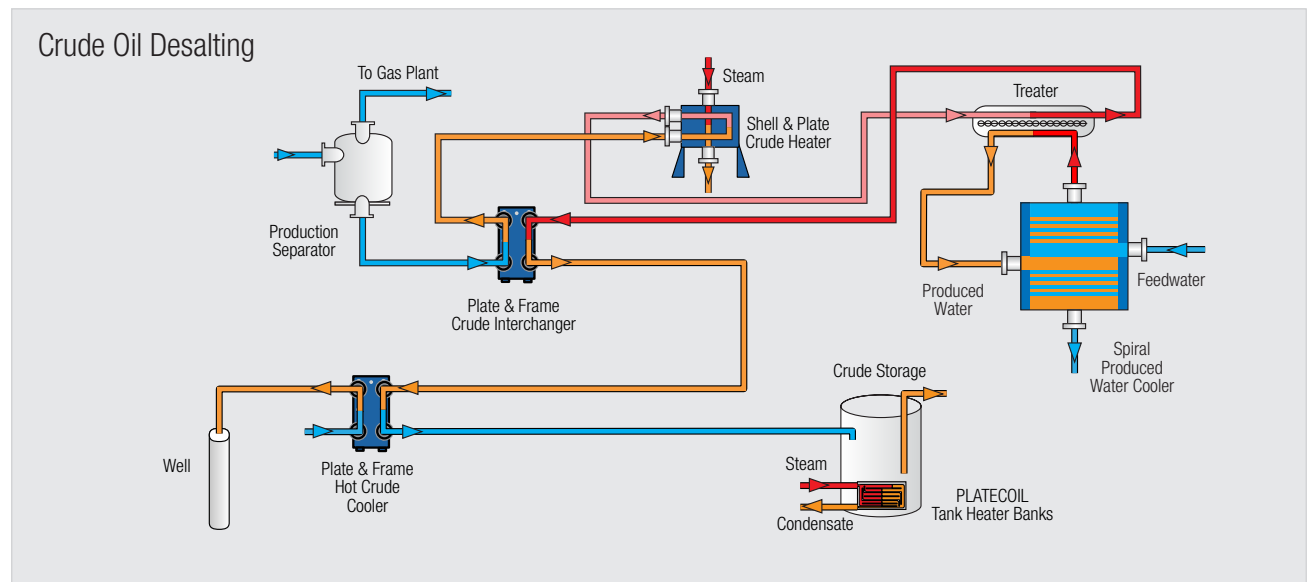 Crude Oil Desalting
To Gas Plant
Steam
Treater
Shell & Plate
Crude Heater
Production
Separator
Plate & Frame
Crude Interchanger
Produced
Water
Feedwater
Spiral
Produced
Water Cooler
Crude Storage
Well
Plate & Frame
Hot Crude
Cooler
Steam
Condensate
PLATECOIL
Tank Heater Banks